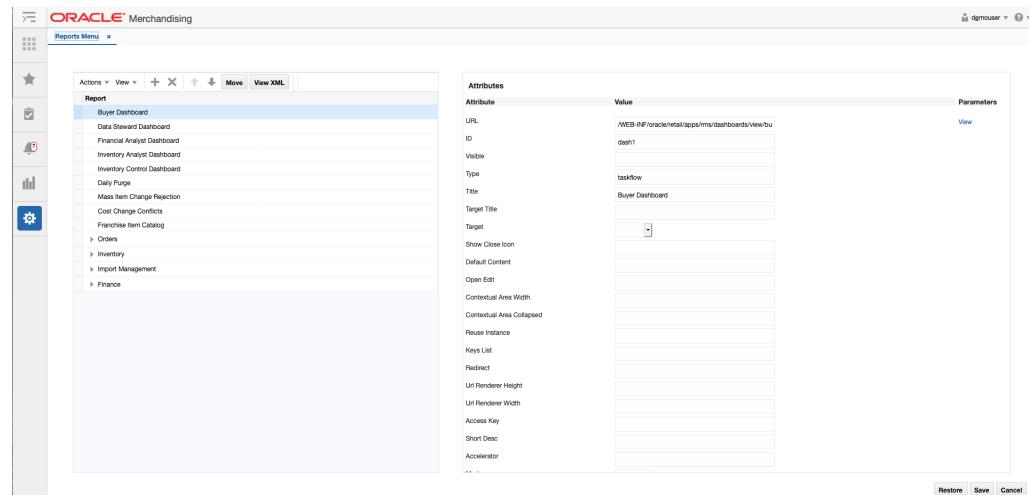 ORACLE® Merchandising
demouser
Reports Menu ×
Actions View Move View XML
Report
Buyer Dashboard
Data Steward Dashboard
Financial Analyst Dashboard
Inventory Analyst Dashboard
Inventory Control Dashboard
Daily Purge
Mass Item Change Rejection
Cost Change Conflicts
Franchise Item Catalog
Orders
Inventory
Import Management
Finance
Attributes
Attribute Value Parameters
URL /WEB-INF/oracle/retail/apps/rms/dashboards/view/bu View
ID dash1
Visible
Type taskflow
Title Buyer Dashboard
Target Title
Target
Show Close Icon
Default Content
Open Edit
Contextual Area Width
Contextual Area Collapsed
Reuse Instance
Keys List
Redirect
Url Renderer Height
Url Renderer Width
Access Key
Short Desc
Accelerator
Restore Save Cancel